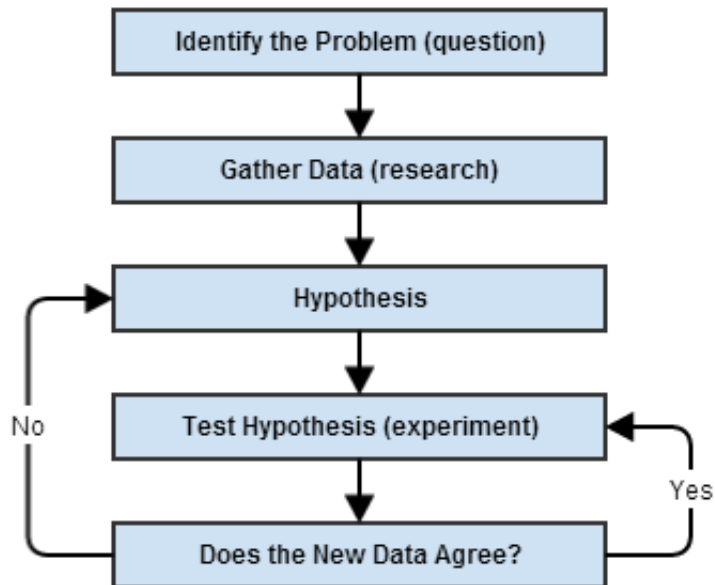 Identify the Problem (question)
Gather Data (research)
Hypothesis
Test Hypothesis (experiment)
No
Yes
Does the New Data Agree?